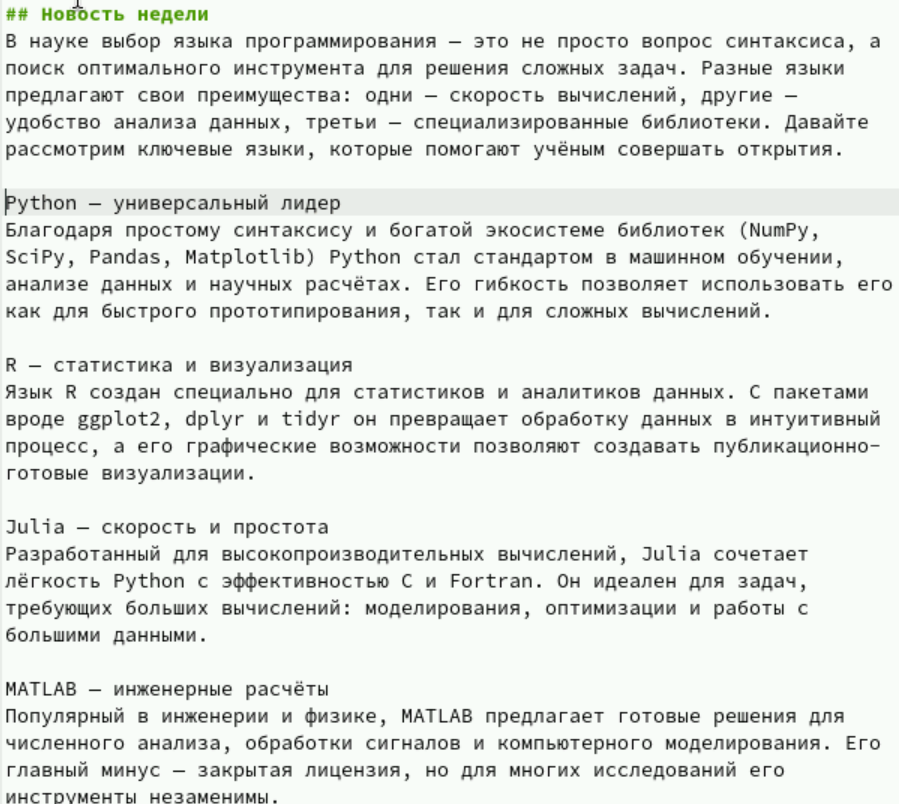 ## Новость недели
В науке выбор языка программирования — это не просто вопрос синтаксиса, а
поиск оптимального инструмента для решения сложных задач. Разные языки
предлагают свои преимущества: одни — скорость вычислений, другие —
удобство анализа данных, третьи — специализированные библиотеки. Давайте
рассмотрим ключевые языки, которые помогают учёным совершать открытия.
Python — универсальный лидер
Благодаря простому синтаксису и богатой экосистеме библиотек (NumPy,
SciPy, Pandas, Matplotlib) Python стал стандартом в машинном обучении,
анализе данных и научных расчётах. Его гибкость позволяет использовать его
как для быстрого прототипирования, так и для сложных вычислений.
R — статистика и визуализация
Язык R создан специально для статистиков и аналитиков данных. С пакетами
вроде ggplot2, dplyr и tidyr он превращает обработку данных в интуитивный
процесс, а его графические возможности позволяют создавать публикационно-
готовые визуализации.
Julia — скорость и простота
Разработанный для высокопроизводительных вычислений, Julia сочетает
лёгкость Python с эффективностью C и Fortran. Он идеален для задач,
требующих больших вычислений: моделирования, оптимизации и работы с
большими данными.
MATLAB — инженерные расчёты
Популярный в инженерии и физике, MATLAB предлагает готовые решения для
численного анализа, обработки сигналов и компьютерного моделирования. Его
главный минус — закрытая лицензия, но для многих исследований его
инструменты незаменимы.